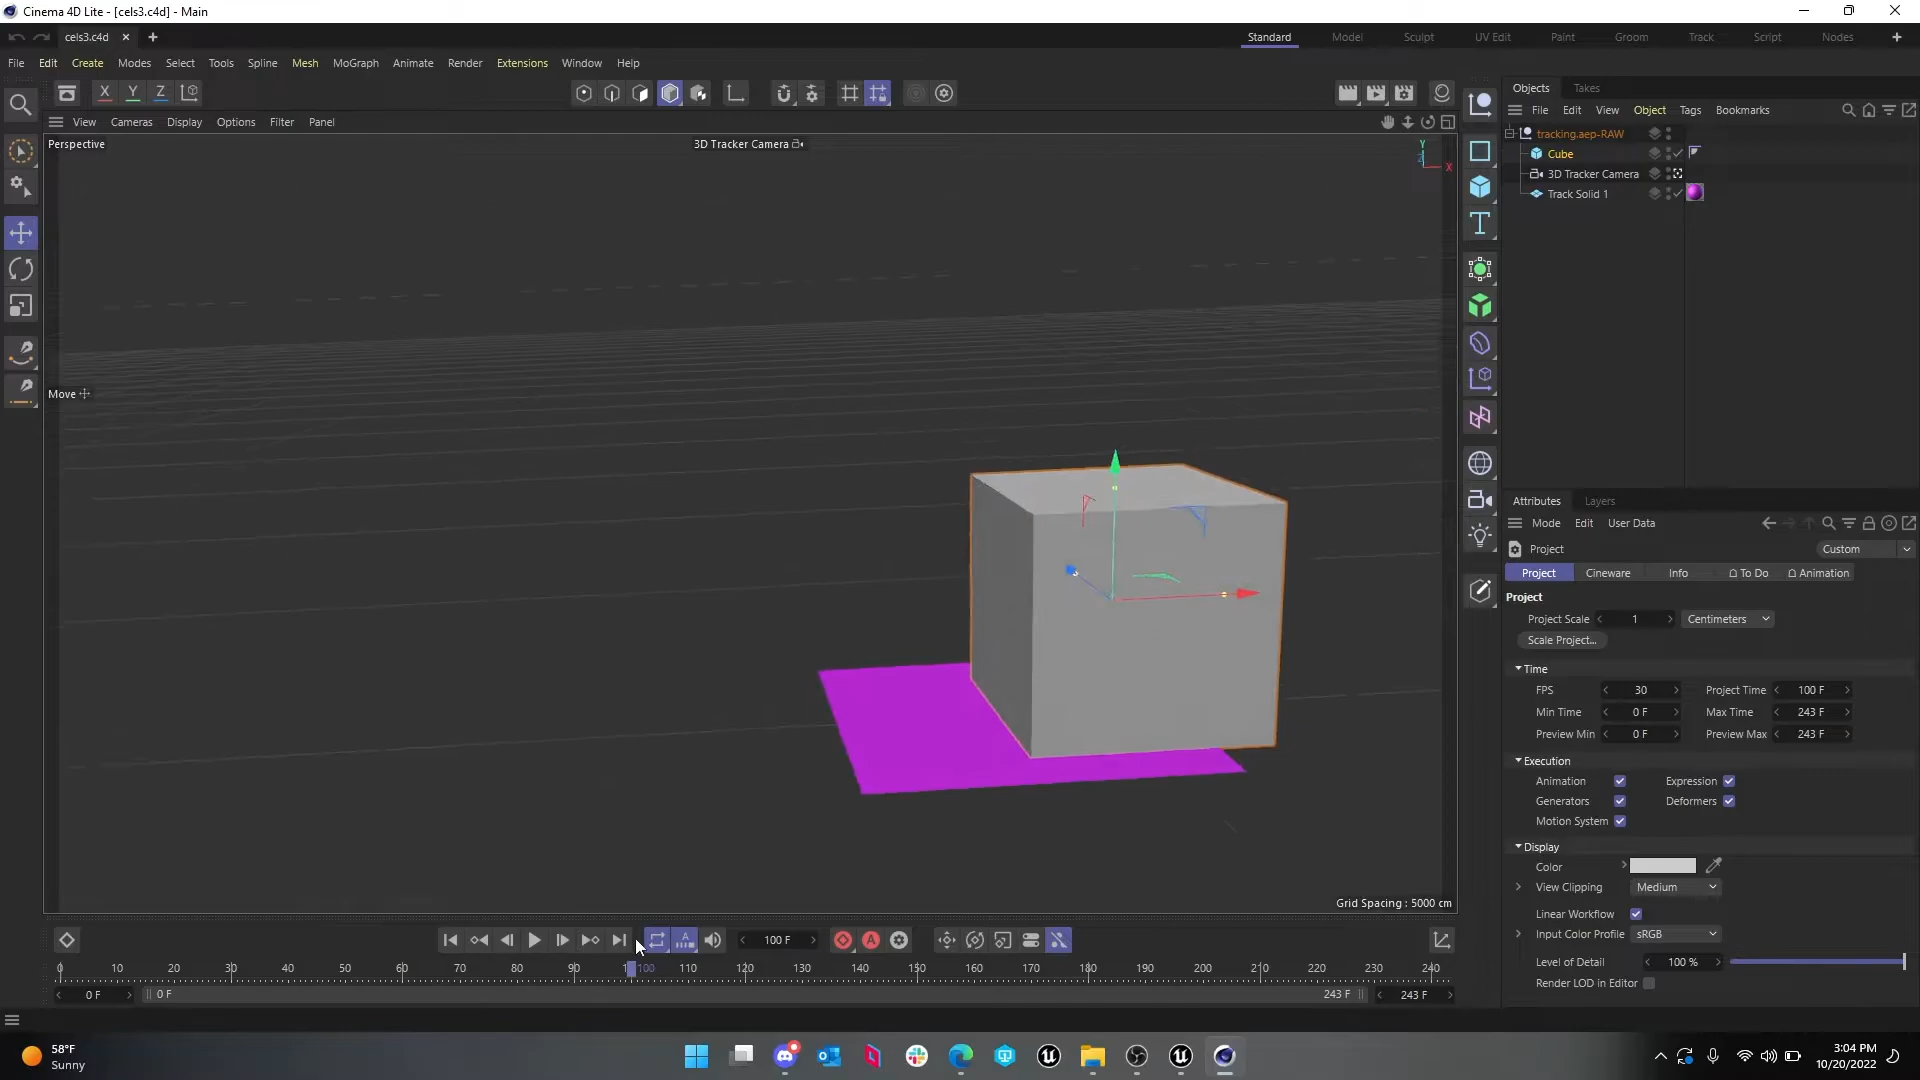 Cinema 4D Lite - [cels3.c4d] - Main
cels3.c4d
Standard Model Sculpt UV Edit Paint Groom Track Script Nodes
File Edit Create Modes Select Tools Spline Mesh MoGraph Animate Render Extensions Window Help
X Y Z
View Cameras Display Options Filter Panel
Perspective
3D Tracker Camera
Y
X
Move
Grid Spacing : 5000 cm
Objects Takes
File Edit View Object Tags Bookmarks
tracking.aep-RAW
Cube
3D Tracker Camera
Track Solid 1
Attributes Layers
Mode Edit User Data
Project Custom
Project Cineware Info To Do Animation
Project
Project Scale 1 Centimeters
Scale Project...
Time
FPS 30 Project Time 100 F
Min Time 0 F Max Time 243 F
Preview Min 0 F Preview Max 243 F
Execution
Animation Expression
Generators Deformers
Motion System
Display
Color
View Clipping Medium
Linear Workflow
Input Color Profile sRGB
Level of Detail 100 %
Render LOD in Editor
100 F
0 10 20 30 40 50 60 70 80 90 100 110 120 130 140 150 160 170 180 190 200 210 220 230 240
0 F 0 F 243 F 243 F
58°F
Sunny
3:04 PM
10/20/2022